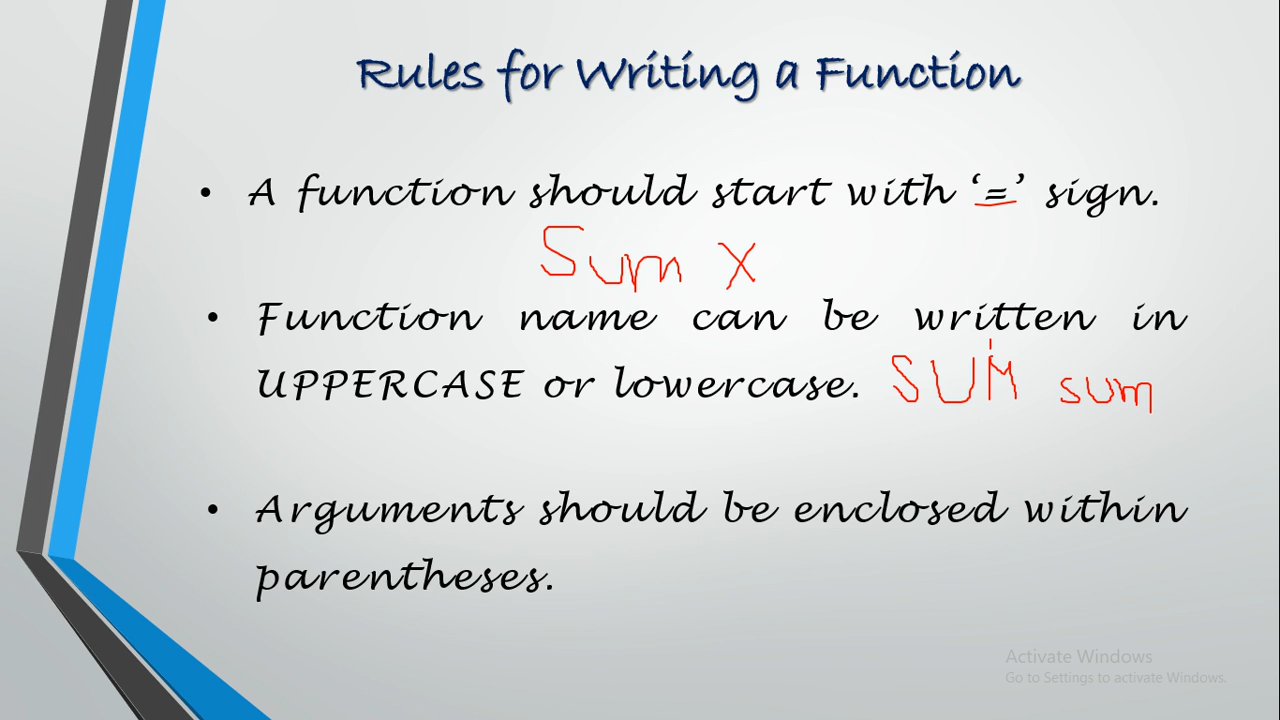 Rules for Writing a Function
• A function should start with ‘=’ sign.
Sum X
• Function name can be written in
UPPERCASE or lowercase. SUM sum
• Arguments should be enclosed within
parentheses.
Activate Windows
Go to Settings to activate Windows.